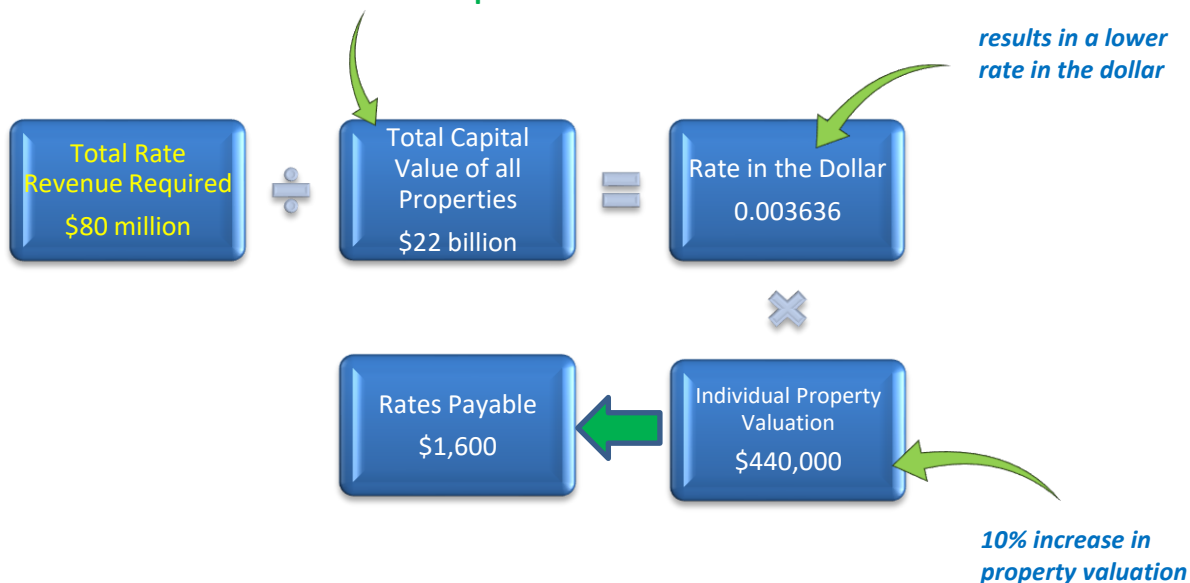 results in a lower
rate in the dollar
Total Rate
Revenue Required
$80 million
÷
Total Capital
Value of all
Properties
$22 billion
=
Rate in the Dollar
0.003636
×
Rates Payable
$1,600
Individual Property
Valuation
$440,000
10% increase in
property valuation